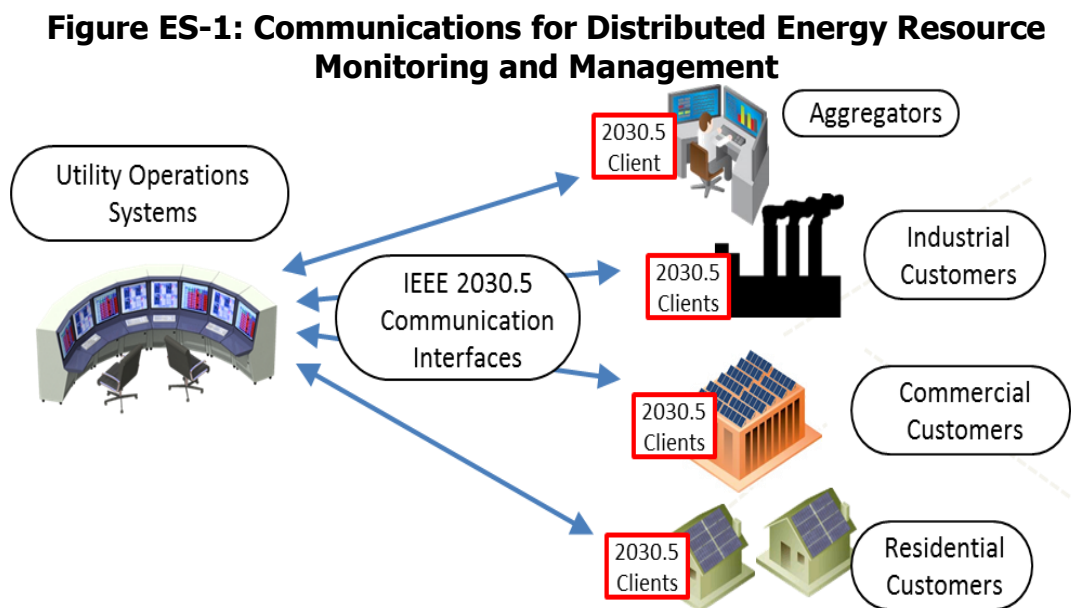 Figure ES-1: Communications for Distributed Energy Resource
Monitoring and Management
Utility Operations
Systems
IEEE 2030.5
Communication
Interfaces
2030.5
Client
Aggregators
2030.5
Clients
Industrial
Customers
2030.5
Clients
Commercial
Customers
2030.5
Clients
Residential
Customers